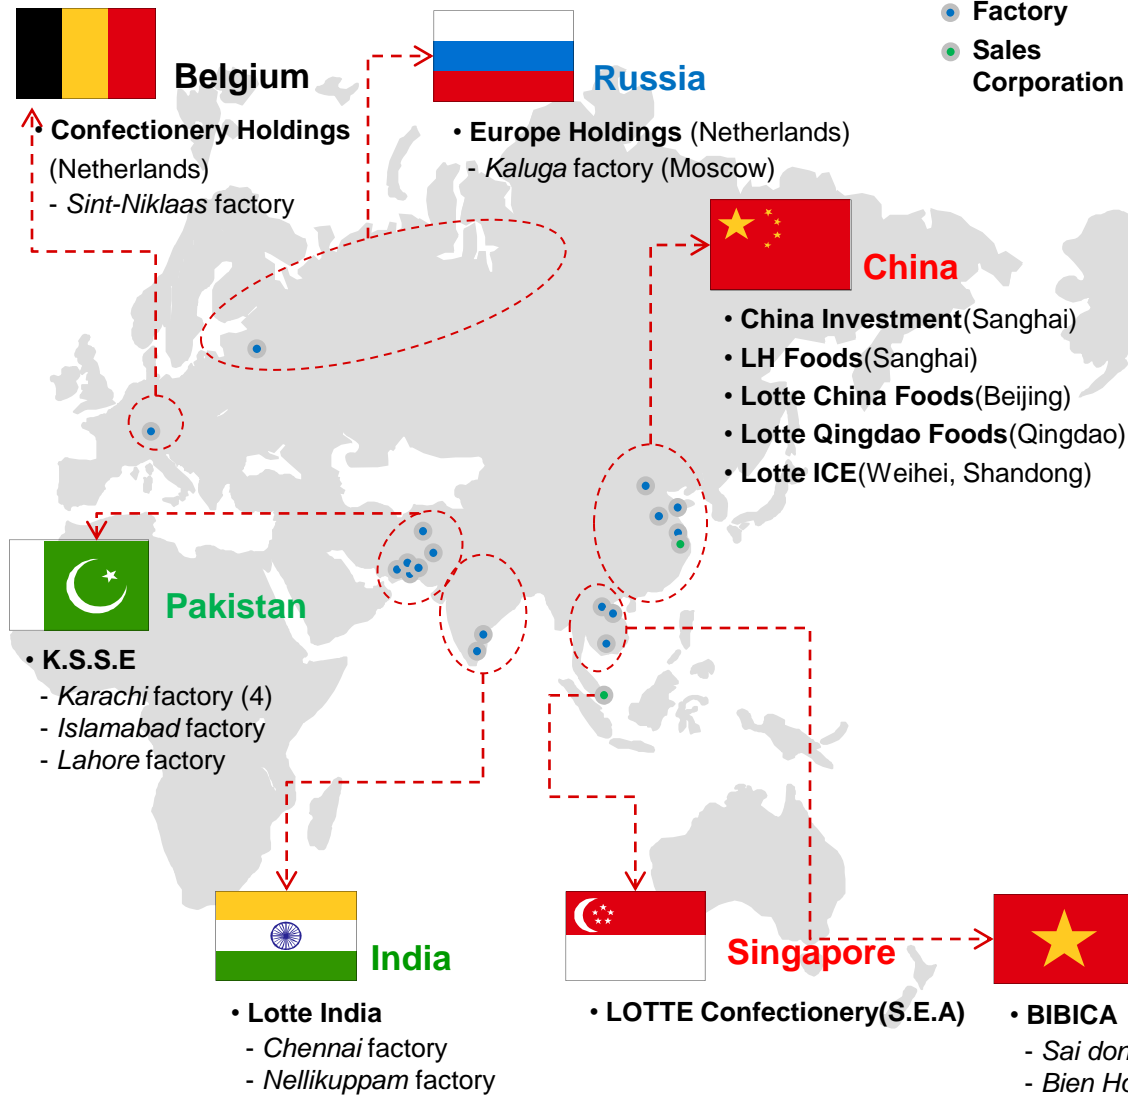 Factory
Sales
Corporation
Belgium
• Confectionery Holdings
(Netherlands)
- Sint-Niklaas factory
Russia
• Europe Holdings (Netherlands)
- Kaluga factory (Moscow)
China
• China Investment(Sanghai)
• LH Foods(Sanghai)
• Lotte China Foods(Beijing)
• Lotte Qingdao Foods(Qingdao)
• Lotte ICE(Weihei, Shandong)
Pakistan
• K.S.S.E
- Karachi factory (4)
- Islamabad factory
- Lahore factory
India
• Lotte India
- Chennai factory
- Nellikuppam factory
Singapore
• LOTTE Confectionery(S.E.A)
• BIBICA
- Sai
- Bien